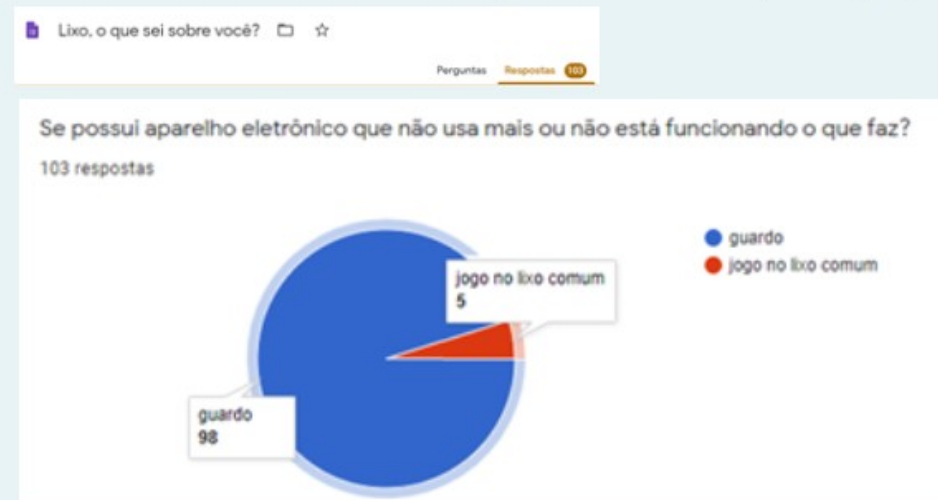 Lixo, o que sei sobre você?
Perguntas Respostas 103
Se possui aparelho eletrônico que não usa mais ou não está funcionando o que faz?
103 respostas
guardo
jogo no lixo comum
jogo no lixo comum
5
guardo
98